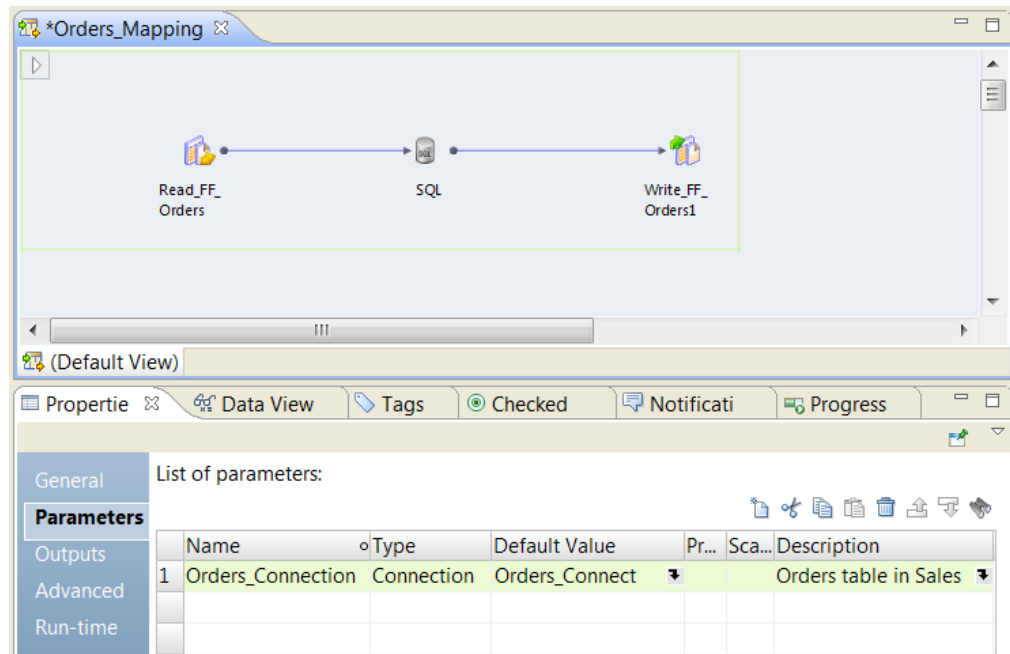 *Orders_Mapping
Read_FF_
Orders
SQL
SQL
Write_FF_
Orders1
(Default View)
Propertie Data View Tags Checked Notificati Progress
General
Parameters
Outputs
Advanced
Run-time
List of parameters:
Name Type Default Value Pr... Sca... Description
1 Orders_Connection Connection Orders_Connect Orders table in Sales